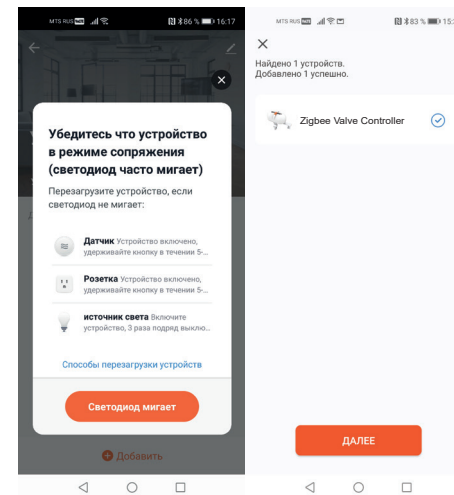 MTS RUS
86 %
16:17
Убедитесь что устройство
в режиме сопряжения
(светодиод часто мигает)
Перезагрузите устройство, если
светодиод не мигает:
Датчик Устройство включено,
удерживайте кнопку в течении 5-...
Розетка Устройство включено,
удерживайте кнопку в течении 5-...
источник света Включите
устройство, 3 раза подряд выклю...
Способы перезагрузки устройств
Светодиод мигает
Добавить
MTS RUS
83 %
Найдено 1 устройств.
Добавлено 1 успешно.
Zigbee Valve Controller
ДАЛЕЕ